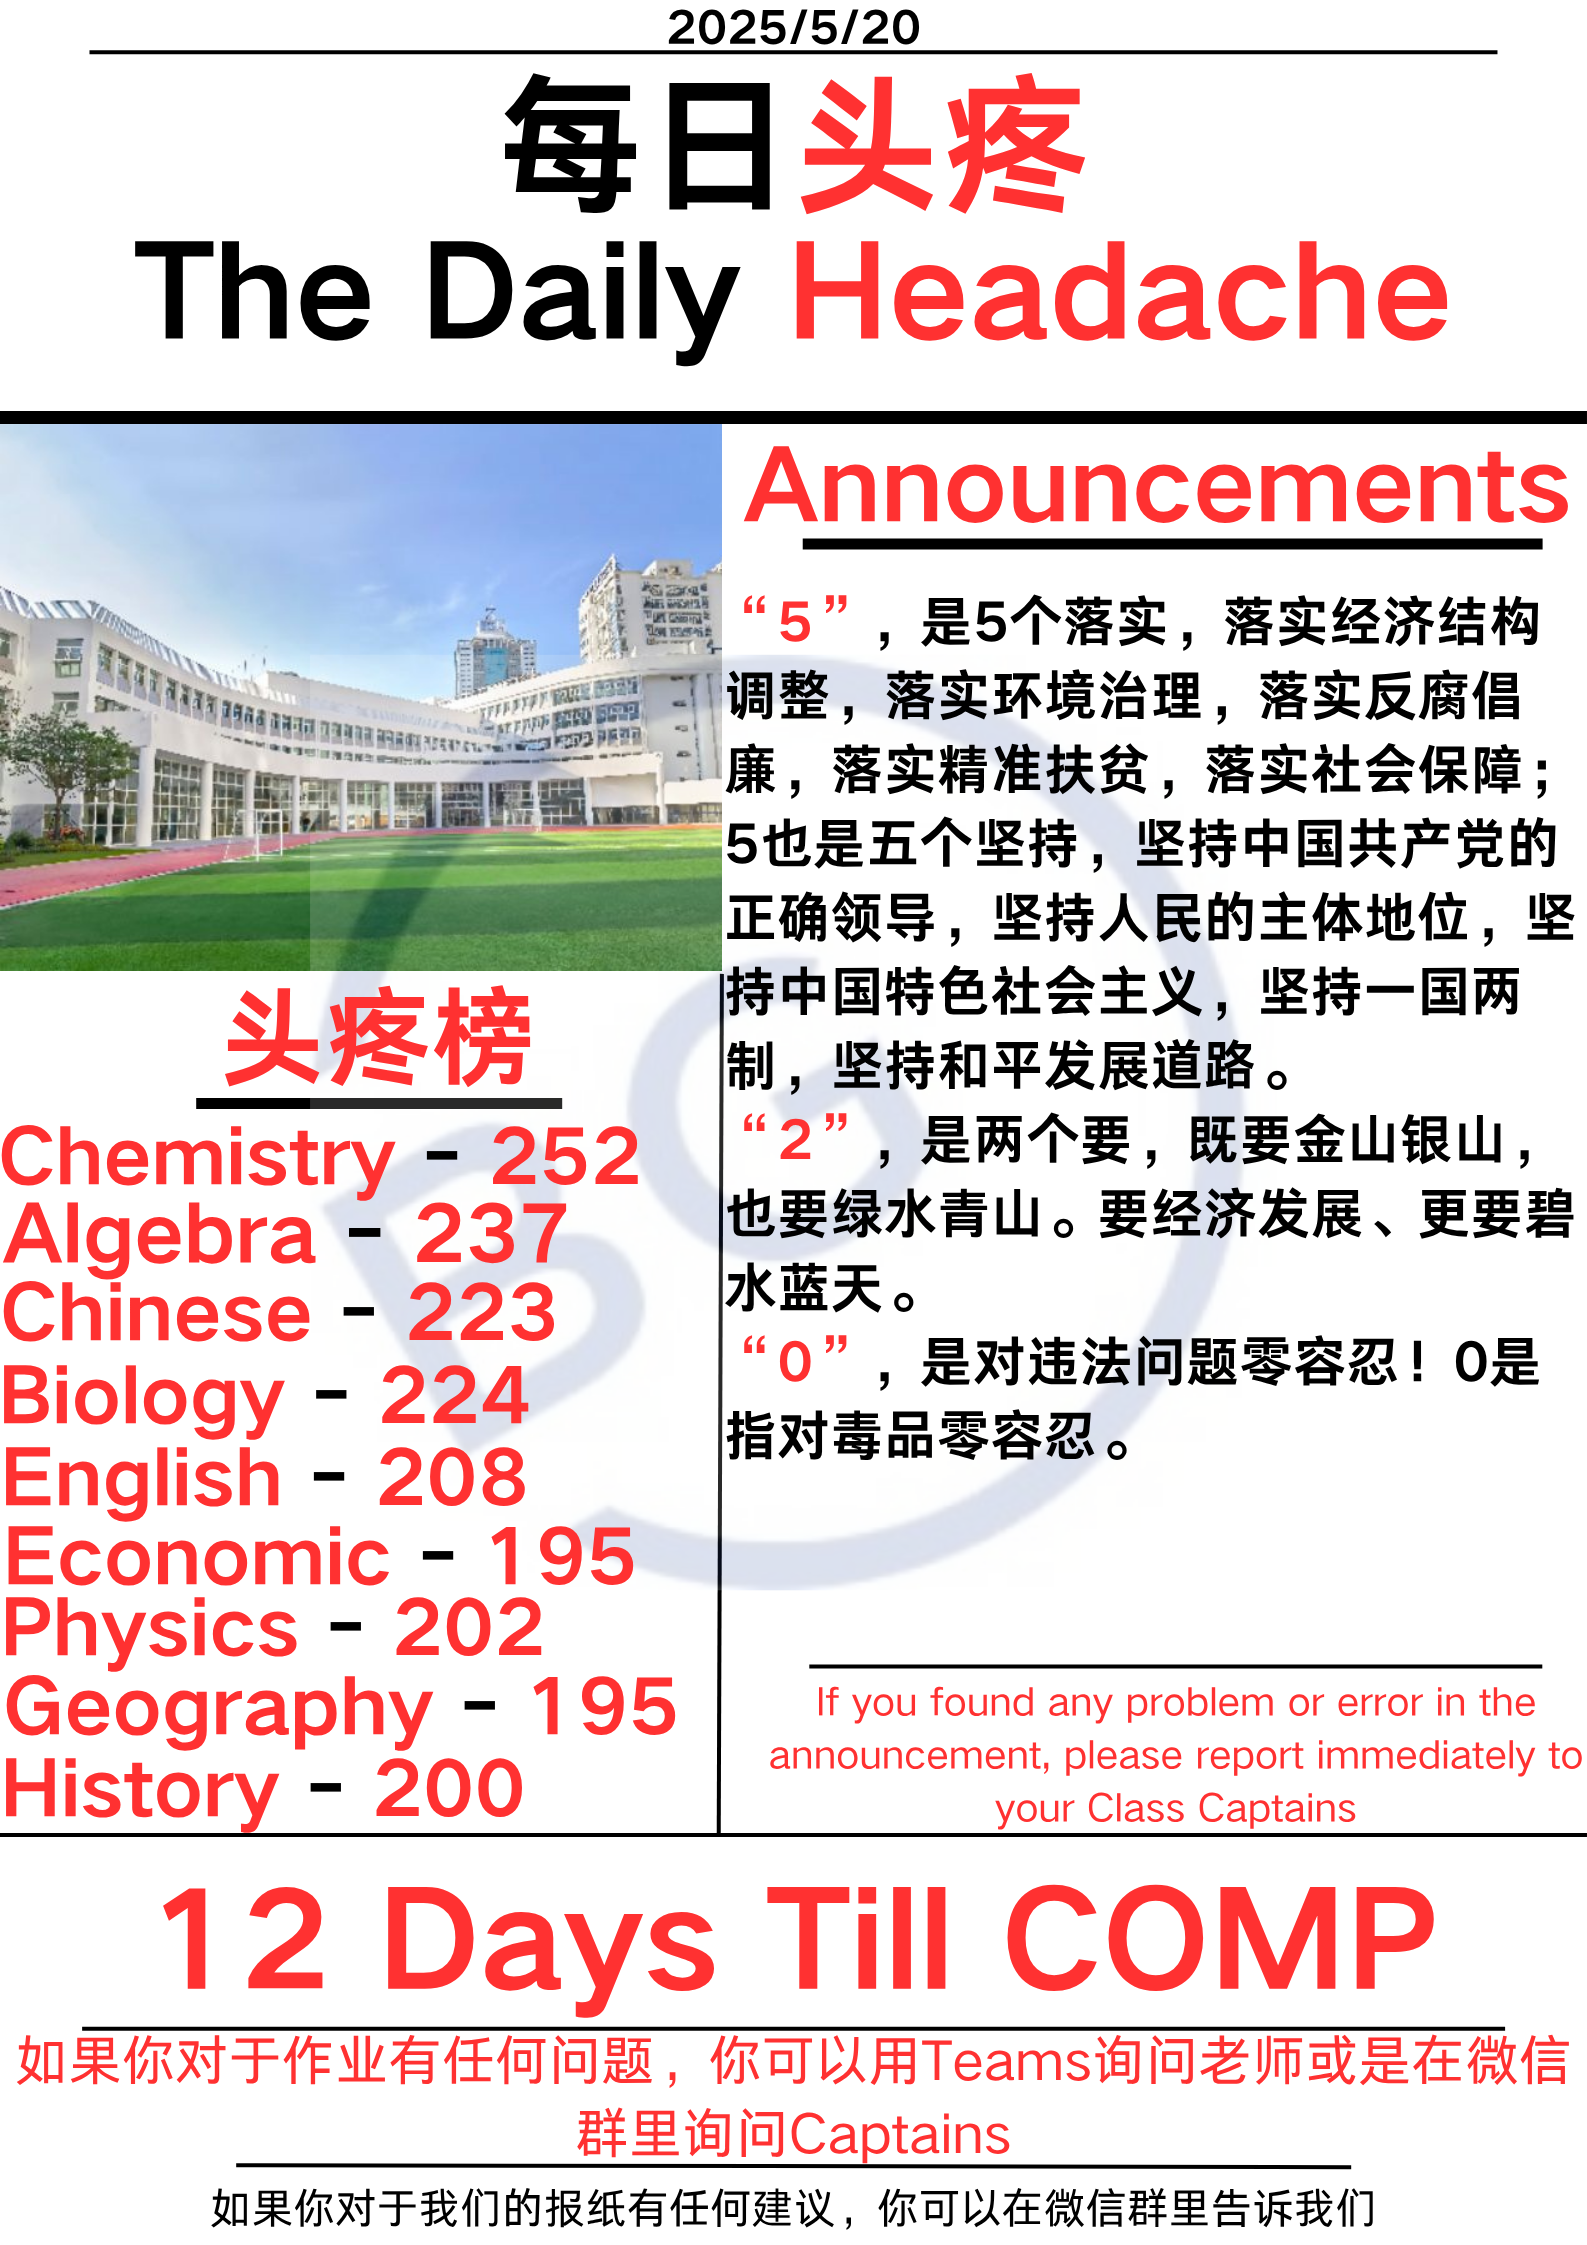 2025/5/20
每日头疼
The Daily Headache
Announcements
“5”，是5个落实，落实经济结构
调整，落实环境治理，落实反腐倡
廉，落实精准扶贫，落实社会保障；
5也是五个坚持，坚持中国共产党的
正确领导，坚持人民的主体地位，坚
持中国特色社会主义，坚持一国两
制，坚持和平发展道路。
“2”，是两个要，既要金山银山，
也要绿水青山。要经济发展、更要碧
水蓝天。
“0”，是对违法问题零容忍！0是
指对毒品零容忍。
头疼榜
Chemistry - 252
Algebra - 237
Chinese - 223
Biology - 224
English - 208
Economic - 195
Physics - 202
Geography - 195
History - 200
If you found any problem or error in the
announcement, please report immediately to
your Class Captains
BG
12 Days Till COMP
如果你对于作业有任何问题，你可以用Teams询问老师或是在微信
群里询问Captains
如果你对于我们的报纸有任何建议，你可以在微信群里告诉我们